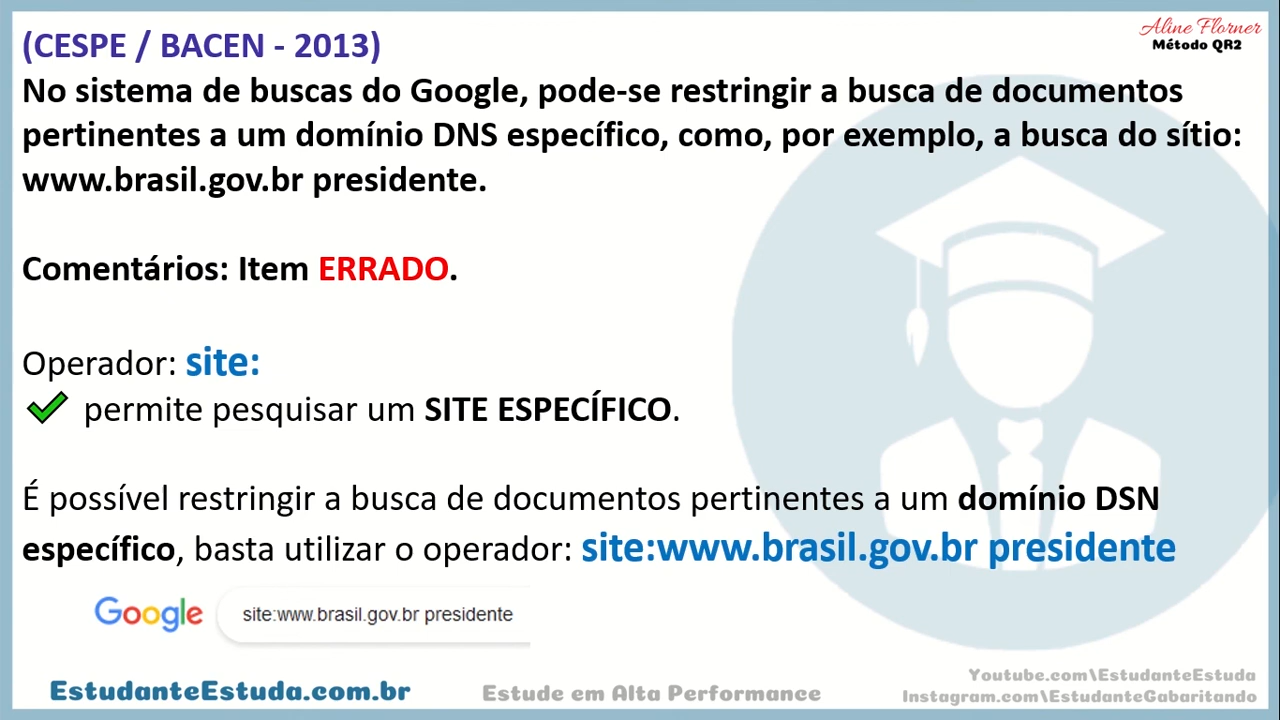 Aline Florner
Método QR2
(CESPE / BACEN - 2013)
No sistema de buscas do Google, pode-se restringir a busca de documentos
pertinentes a um domínio DNS específico, como, por exemplo, a busca do sítio:
www.brasil.gov.br presidente.
Comentários: Item ERRADO.
Operador: site:
permite pesquisar um SITE ESPECÍFICO.
É possível restringir a busca de documentos pertinentes a um domínio DSN
específico, basta utilizar o operador: site:www.brasil.gov.br presidente
Google site:www.brasil.gov.br presidente
EstudanteEstuda.com.br
Estude em Alta Performance
Youtube.com\EstudanteEstuda
Instagram.com\EstudanteGabaritando